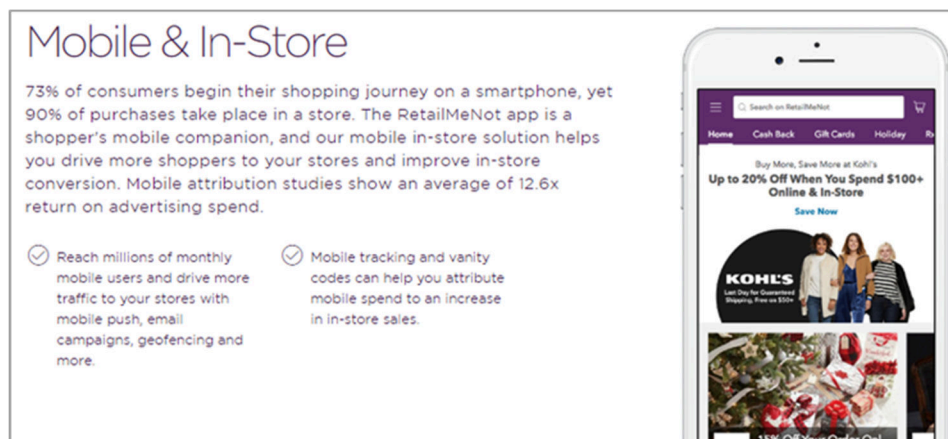 Mobile & In-Store
73% of consumers begin their shopping journey on a smartphone, yet
90% of purchases take place in a store. The RetailMeNot app is a
shopper's mobile companion, and our mobile in-store solution helps
you drive more shoppers to your stores and improve in-store
conversion. Mobile attribution studies show an average of 12.6x
return on advertising spend.
Reach millions of monthly
mobile users and drive more
traffic to your stores with
mobile push, email
campaigns, geofencing and
more.
Mobile tracking and vanity
codes can help you attribute
mobile spend to an increase
in in-store sales.
Search on RetailMeNot
Home Cash Back Gift Cards Holiday
Buy More, Save More at Kohl's
Up to 20% Off When You Spend $100+
Online & In-Store
Save Now
KOHL'S
Last Day for Guaranteed
Shipping, Free on $50+
15% Off Your Order